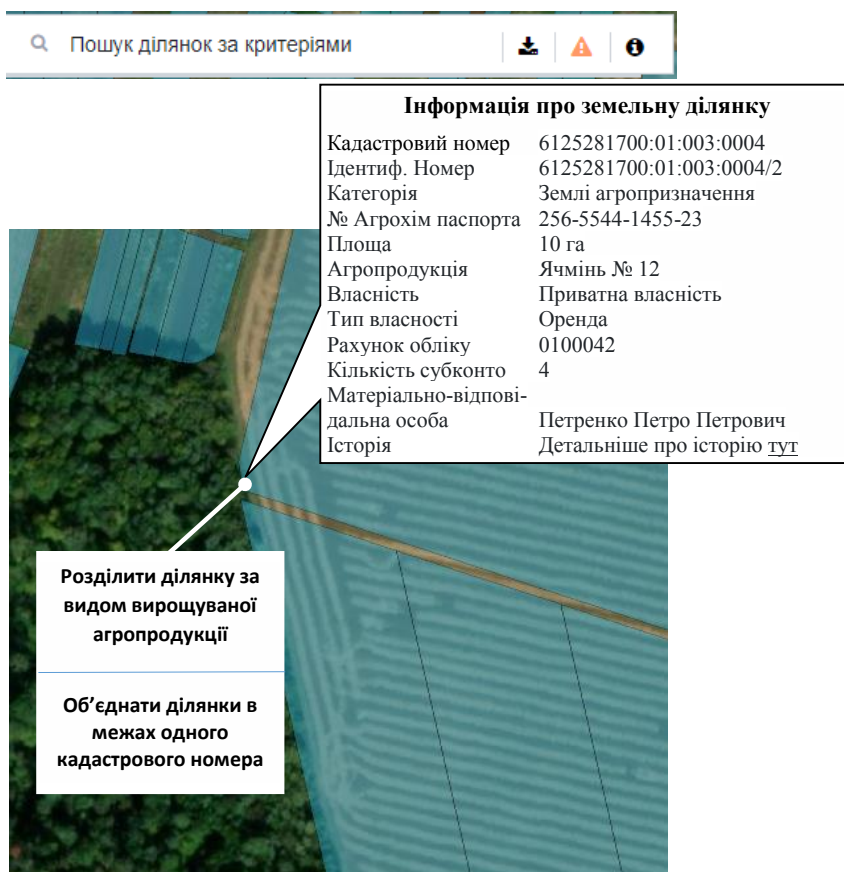 Пошук ділянок за критеріями
Інформація про земельну ділянку
Кадастровий номер 6125281700:01:003:0004
Ідентиф. Номер 6125281700:01:003:0004/2
Категорія Землі агропризначення
№ Агрохім паспорта 256-5544-1455-23
Площа 10 га
Агропродукція Ячмінь № 12
Власність Приватна власність
Тип власності Оренда
Рахунок обліку 0100042
Кількість субконто 4
Матеріально-відпові-
дальна особа Петренко Петро Петрович
Історія Детальніше про історію тут
Розділити ділянку за
видом вирощуваної
агропродукції
Об’єднати ділянки в
межах одного
кадастрового номера